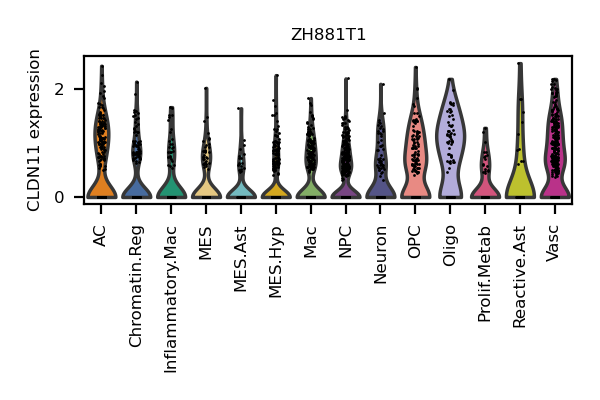 ZH881T1
CLDN11 expression
2
0
AC
Chromatin.Reg
Inflammatory.Mac
MES
MES.Ast
MES.Hyp
Mac
NPC
Neuron
OPC
Oligo
Prolif.Metab
Reactive.Ast
Vasc